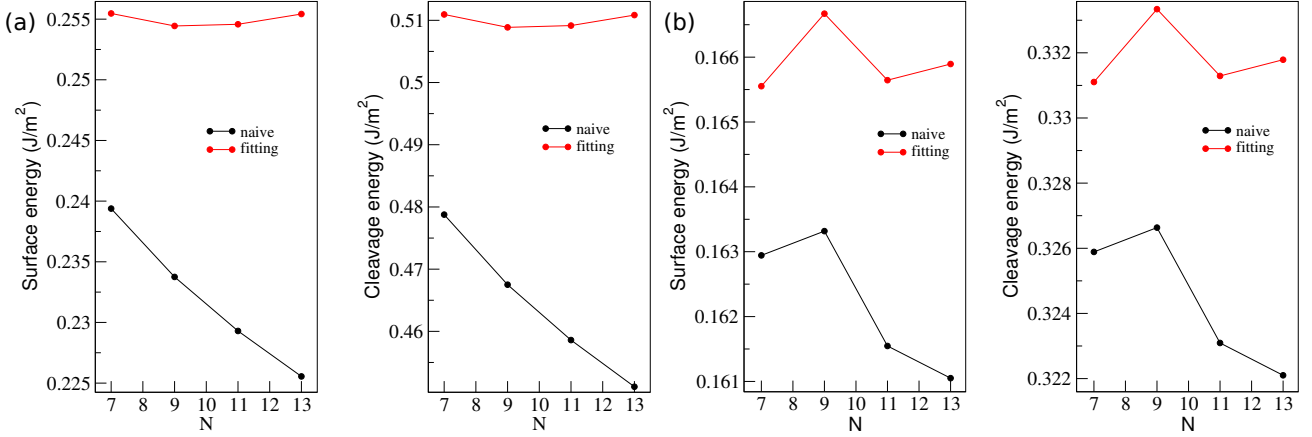 (a)
Surface energy (J/m²)
0.255
0.25
0.245
0.24
0.235
0.23
0.225
naive
fitting
7 8 9 10 11 12 13
N
Cleavage energy (J/m²)
0.51
0.5
0.49
0.48
0.47
0.46
naive
fitting
7 8 9 10 11 12 13
N
(b)
Surface energy (J/m²)
0.166
0.165
0.164
0.163
0.162
0.161
naive
fitting
7 8 9 10 11 12 13
N
Cleavage energy (J/m²)
0.332
0.33
0.328
0.326
0.324
0.322
naive
fitting
7 8 9 10 11 12 13
N